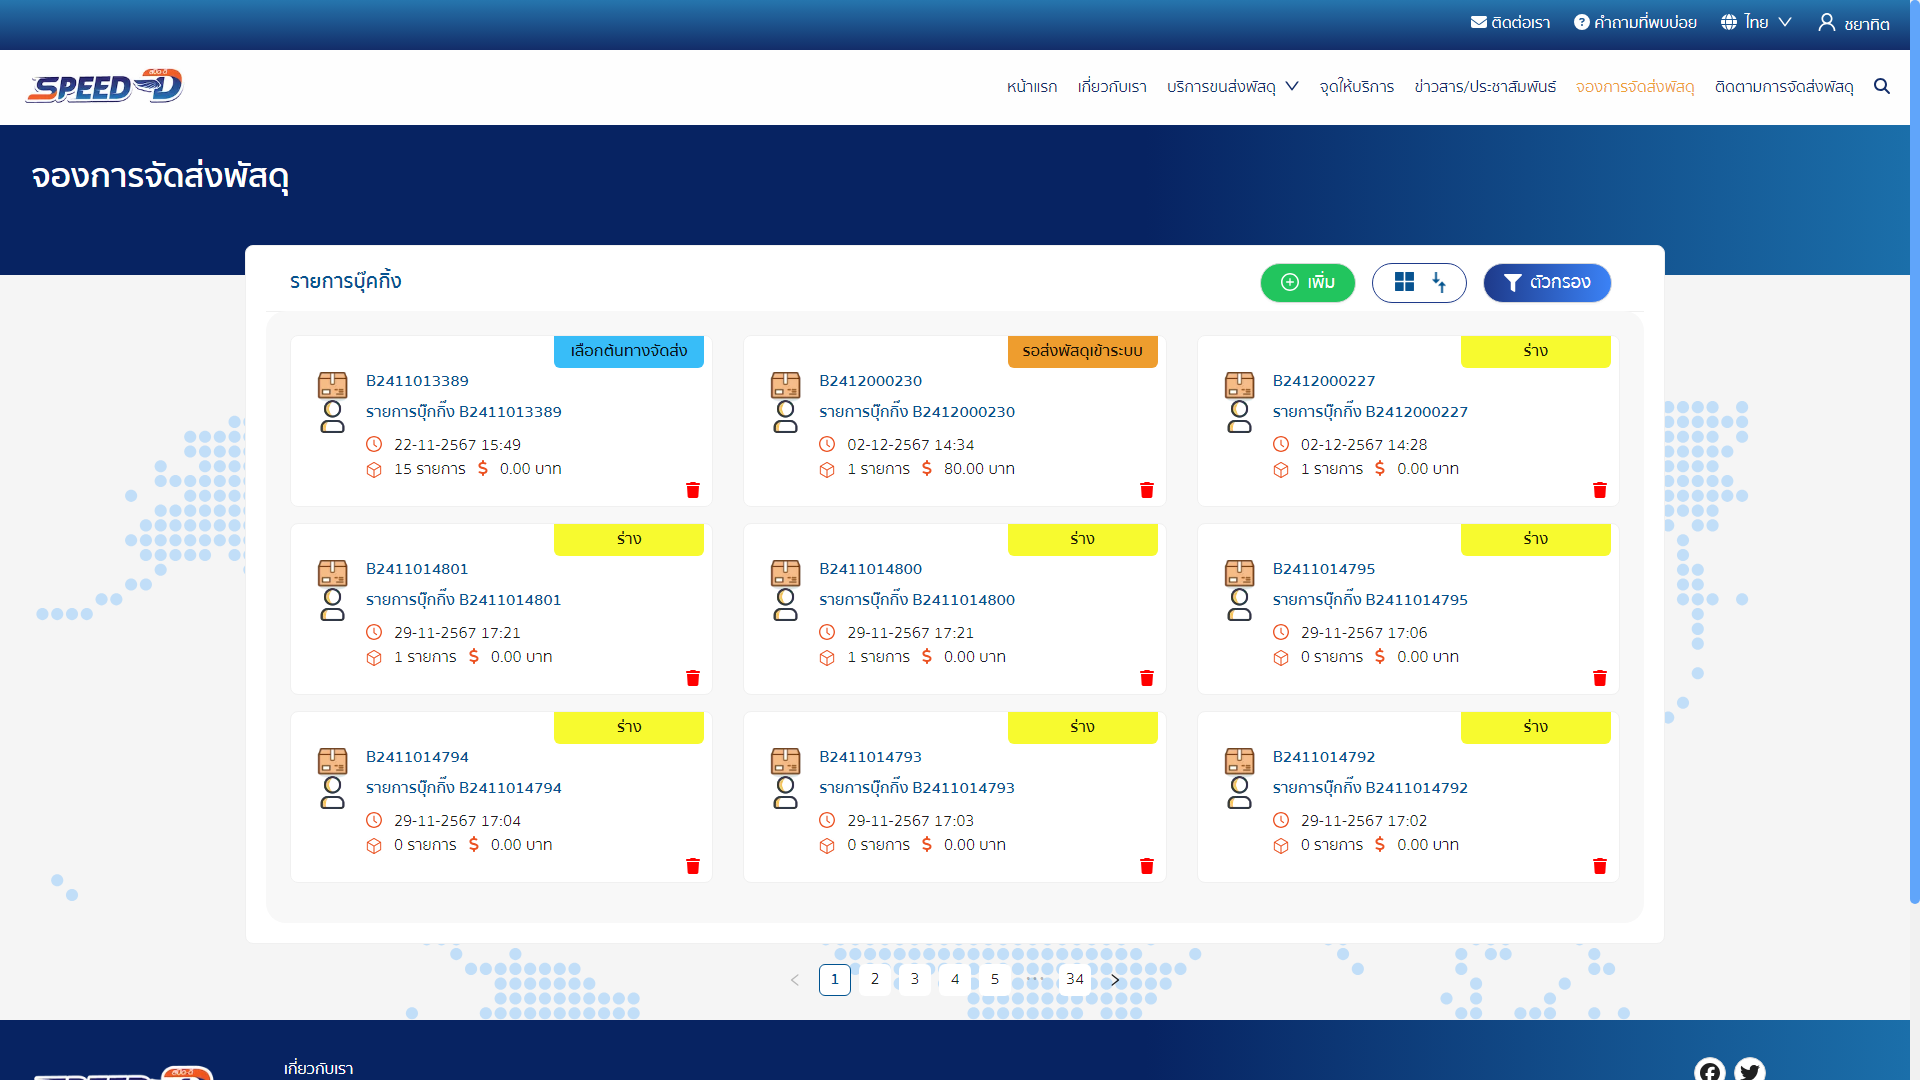 ติดต่อเรา คำถามที่พบบ่อย ไทย ชยาทิต
SPEED-D สปีด-ดี
หน้าแรก เกี่ยวกับเรา บริการขนส่งพัสดุ จุดให้บริการ ข่าวสาร/ประชาสัมพันธ์ จองการจัดส่งพัสดุ ติดตามการจัดส่งพัสดุ
จองการจัดส่งพัสดุ
รายการบุ๊คกิ้ง เพิ่ม ตัวกรอง
เลือกต้นทางจัดส่ง
B2411013389
รายการบุ๊กกิ๊ง B2411013389
22-11-2567 15:49
15 รายการ $ 0.00 บาท
รอส่งพัสดุเข้าระบบ
B2412000230
รายการบุ๊กกิ๊ง B2412000230
02-12-2567 14:34
1 รายการ $ 80.00 บาท
ร่าง
B2412000227
รายการบุ๊กกิ๊ง B2412000227
02-12-2567 14:28
1 รายการ $ 0.00 บาท
ร่าง
B2411014801
รายการบุ๊กกิ๊ง B2411014801
29-11-2567 17:21
1 รายการ $ 0.00 บาท
ร่าง
B2411014800
รายการบุ๊กกิ๊ง B2411014800
29-11-2567 17:21
1 รายการ $ 0.00 บาท
ร่าง
B2411014795
รายการบุ๊กกิ๊ง B2411014795
29-11-2567 17:06
0 รายการ $ 0.00 บาท
ร่าง
B2411014794
รายการบุ๊กกิ๊ง B2411014794
29-11-2567 17:04
0 รายการ $ 0.00 บาท
ร่าง
B2411014793
รายการบุ๊กกิ๊ง B2411014793
29-11-2567 17:03
0 รายการ $ 0.00 บาท
ร่าง
B2411014792
รายการบุ๊กกิ๊ง B2411014792
29-11-2567 17:02
0 รายการ $ 0.00 บาท
< 1 2 3 4 5 ••• 34 >
เกี่ยวกับเรา